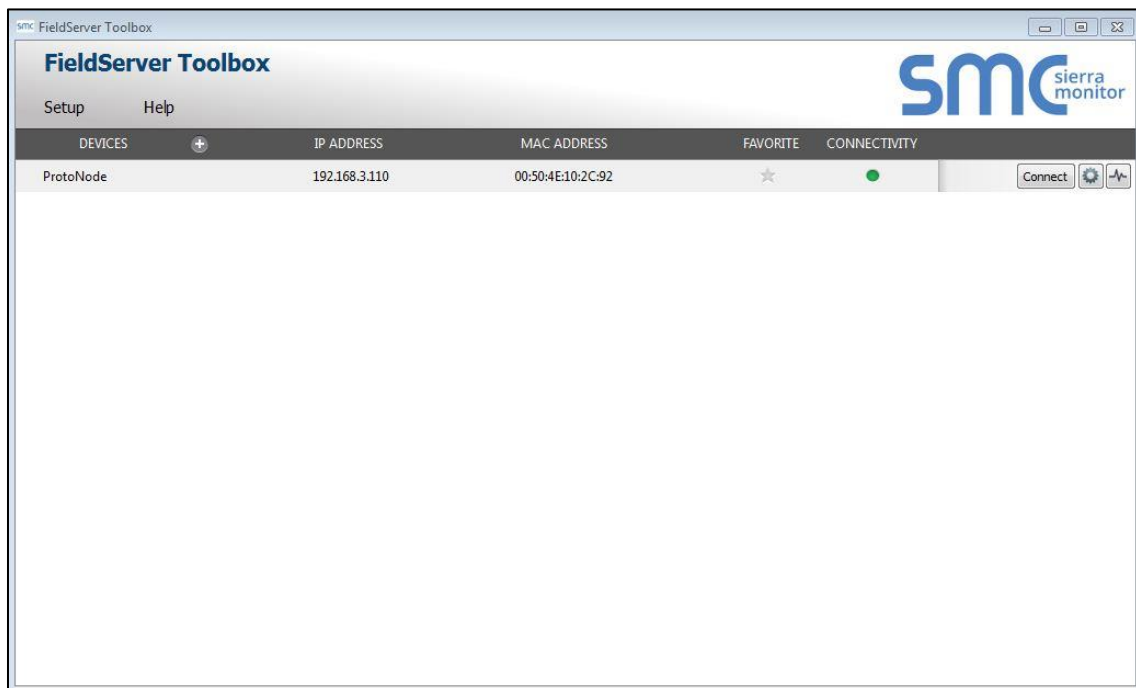 smc FieldServer Toolbox
FieldServer Toolbox
smc sierra monitor
Setup Help
DEVICES IP ADDRESS MAC ADDRESS FAVORITE CONNECTIVITY
ProtoNode 192.168.3.110 00:50:4E:10:2C:92 Connect